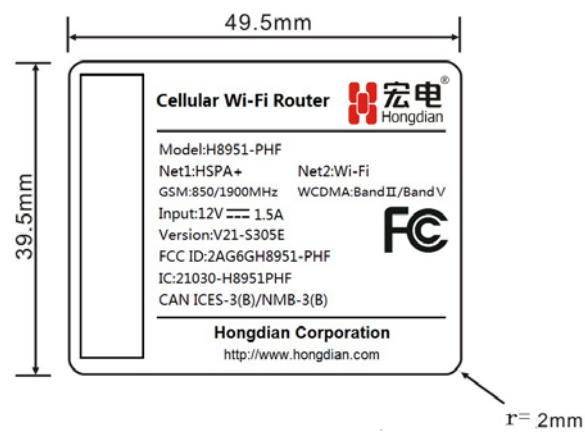 49.5mm
39.5mm
Cellular Wi-Fi Router
宏电®
Hongdian
Model:H8951-PHF
Net1:HSPA+ Net2:Wi-Fi
GSM:850/1900MHz WCDMA:BandⅡ/BandⅤ
Input:12V 1.5A
Version:V21-S305E
FC
FCC ID:2AG6GH8951-PHF
IC:21030-H8951PHF
CAN ICES-3(B)/NMB-3(B)
Hongdian Corporation
http://www.hongdian.com
r= 2mm